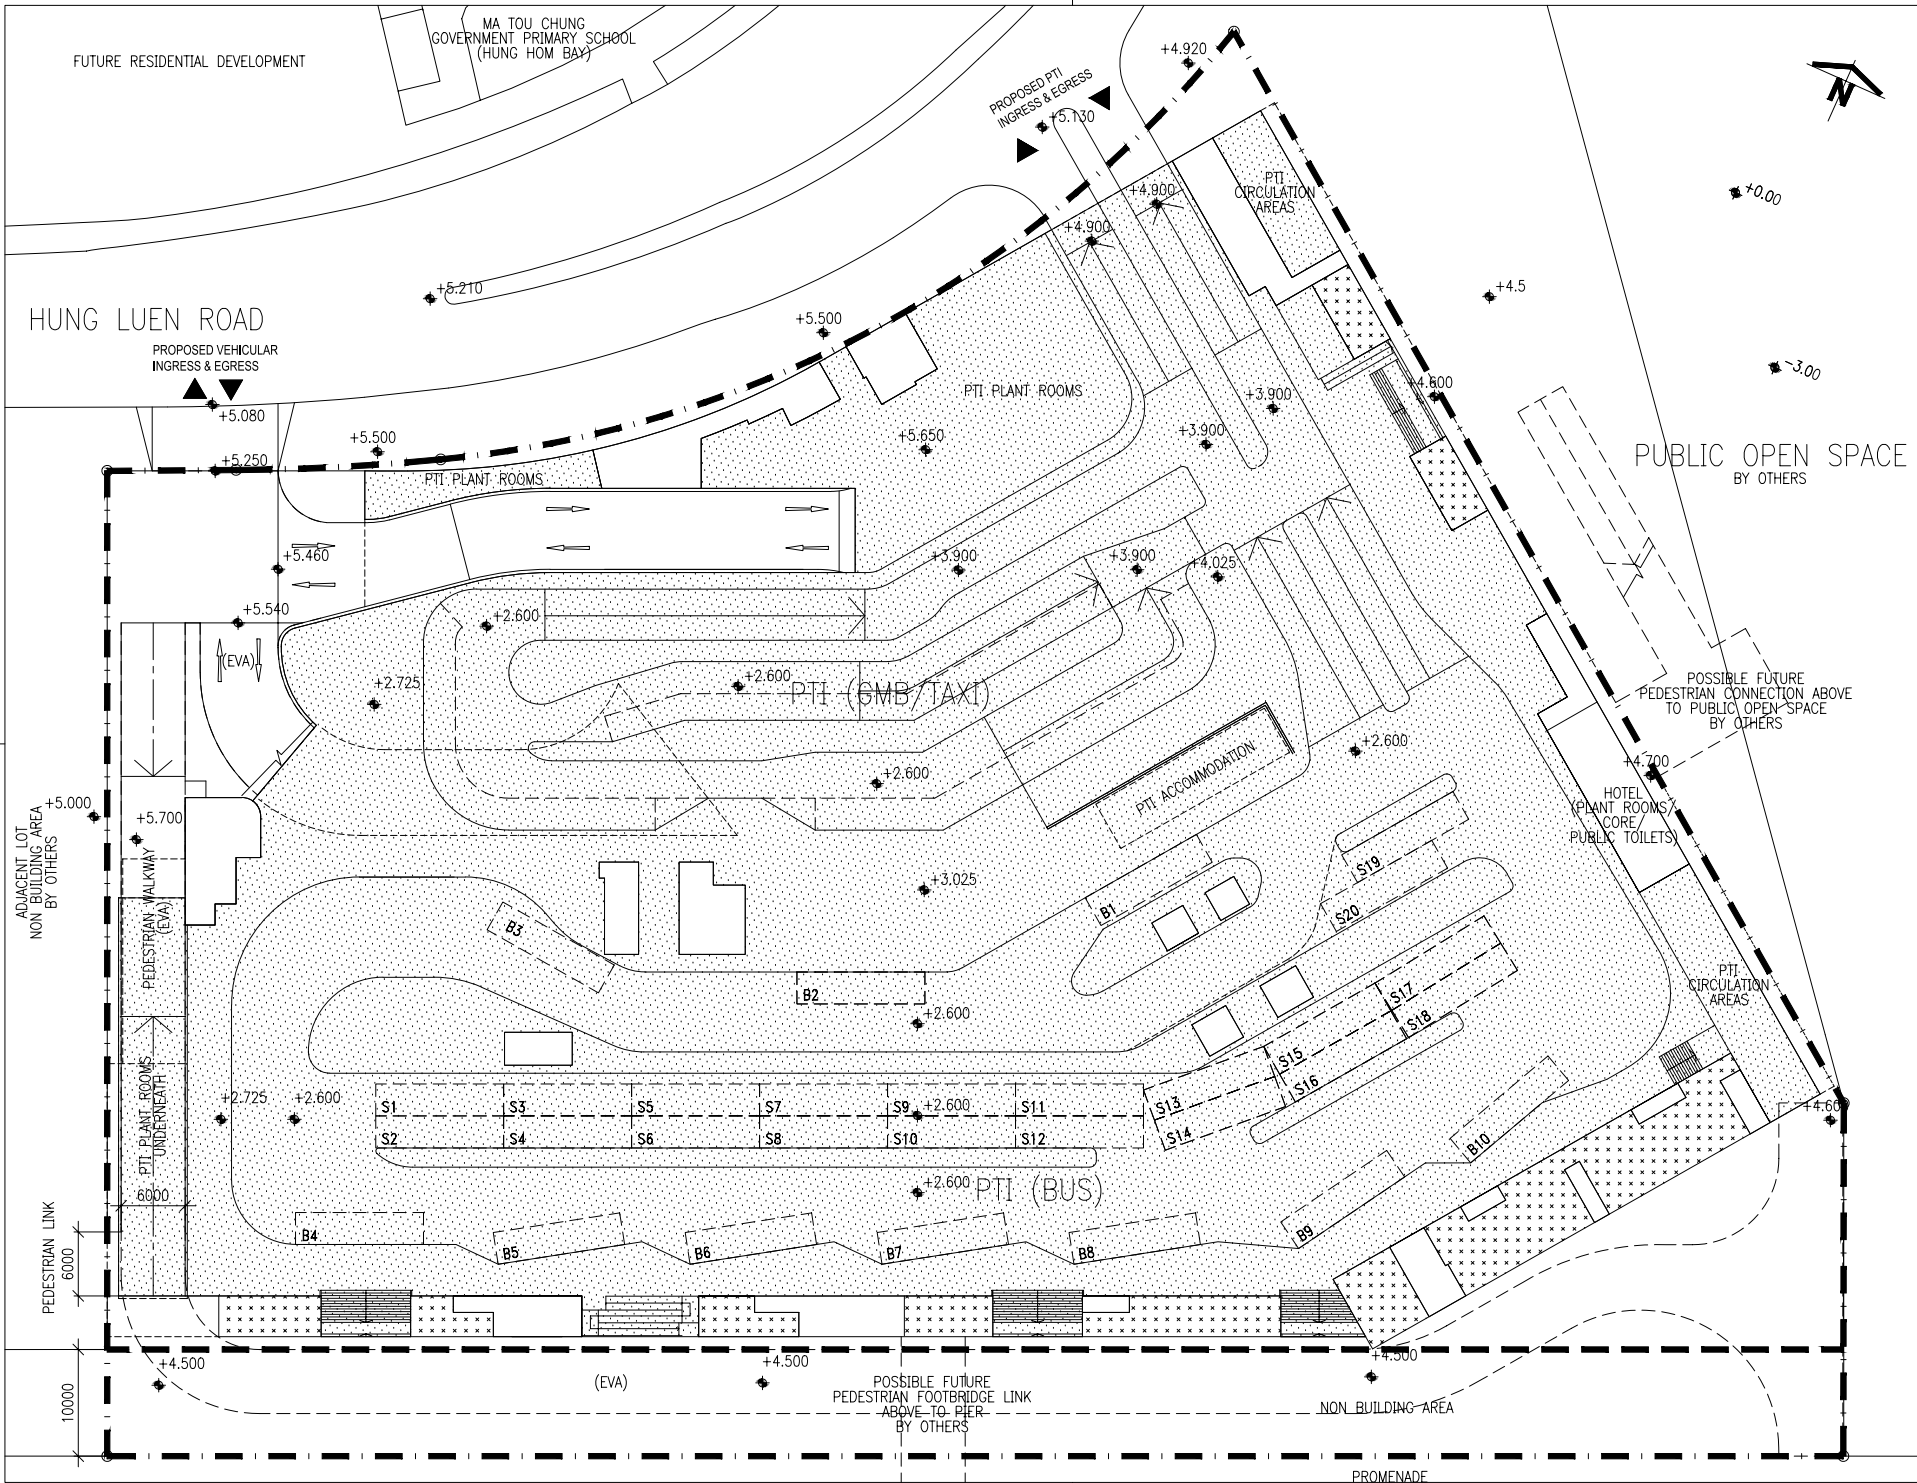 FUTURE RESIDENTIAL DEVELOPMENT
MA TOU CHUNG
GOVERNMENT PRIMARY SCHOOL
(HUNG HOM BAY)
+4.920
PROPOSED PTI
INGRESS & EGRESS
+5.130
N
PTI
CIRCULATION
AREAS
+4.900
+4.900
+0.00
+5.210
+4.5
HUNG LUEN ROAD
+5.500
PROPOSED VEHICULAR
INGRESS & EGRESS
-3.00
+5.080
PTI PLANT ROOMS
+4.600
+3.900
+5.500
+5.650
+3.900
PUBLIC OPEN SPACE
BY OTHERS
+5.250
PTI PLANT ROOMS
+5.460
+3.900
+3.900
+4.025
+5.540
+2.600
(EVA)
+2.725
+2.600
PTI (GMB/TAXI)
POSSIBLE FUTURE
PEDESTRIAN CONNECTION ABOVE
TO PUBLIC OPEN SPACE
BY OTHERS
+2.600
+4.700
+2.600
PTI ACCOMMODATION
HOTEL
(PLANT ROOMS/
CORE/
PUBLIC TOILETS)
+5.000
+5.700
ADJACENT LOT
NON BUILDING AREA
BY OTHERS
PEDESTRIAN WALKWAY
(EVA)
+3.025
S19
S20
B1
B3
B2
+2.600
S17
S18
PTI
CIRCULATION
AREAS
S15
S16
PTI PLANT ROOMS
UNDERNEATH
+2.725
+2.600
S1
S3
S5
S7
S9
+2.600
S11
S13
+4.600
S2
S4
S6
S8
S10
S12
S14
B10
6000
+2.600
PTI (BUS)
PEDESTRIAN LINK
6000
B4
B5
B6
B7
B8
B9
+4.500
+4.500
+4.500
10000
(EVA)
POSSIBLE FUTURE
PEDESTRIAN FOOTBRIDGE LINK
ABOVE TO PIER
BY OTHERS
NON BUILDING AREA
PROMENADE